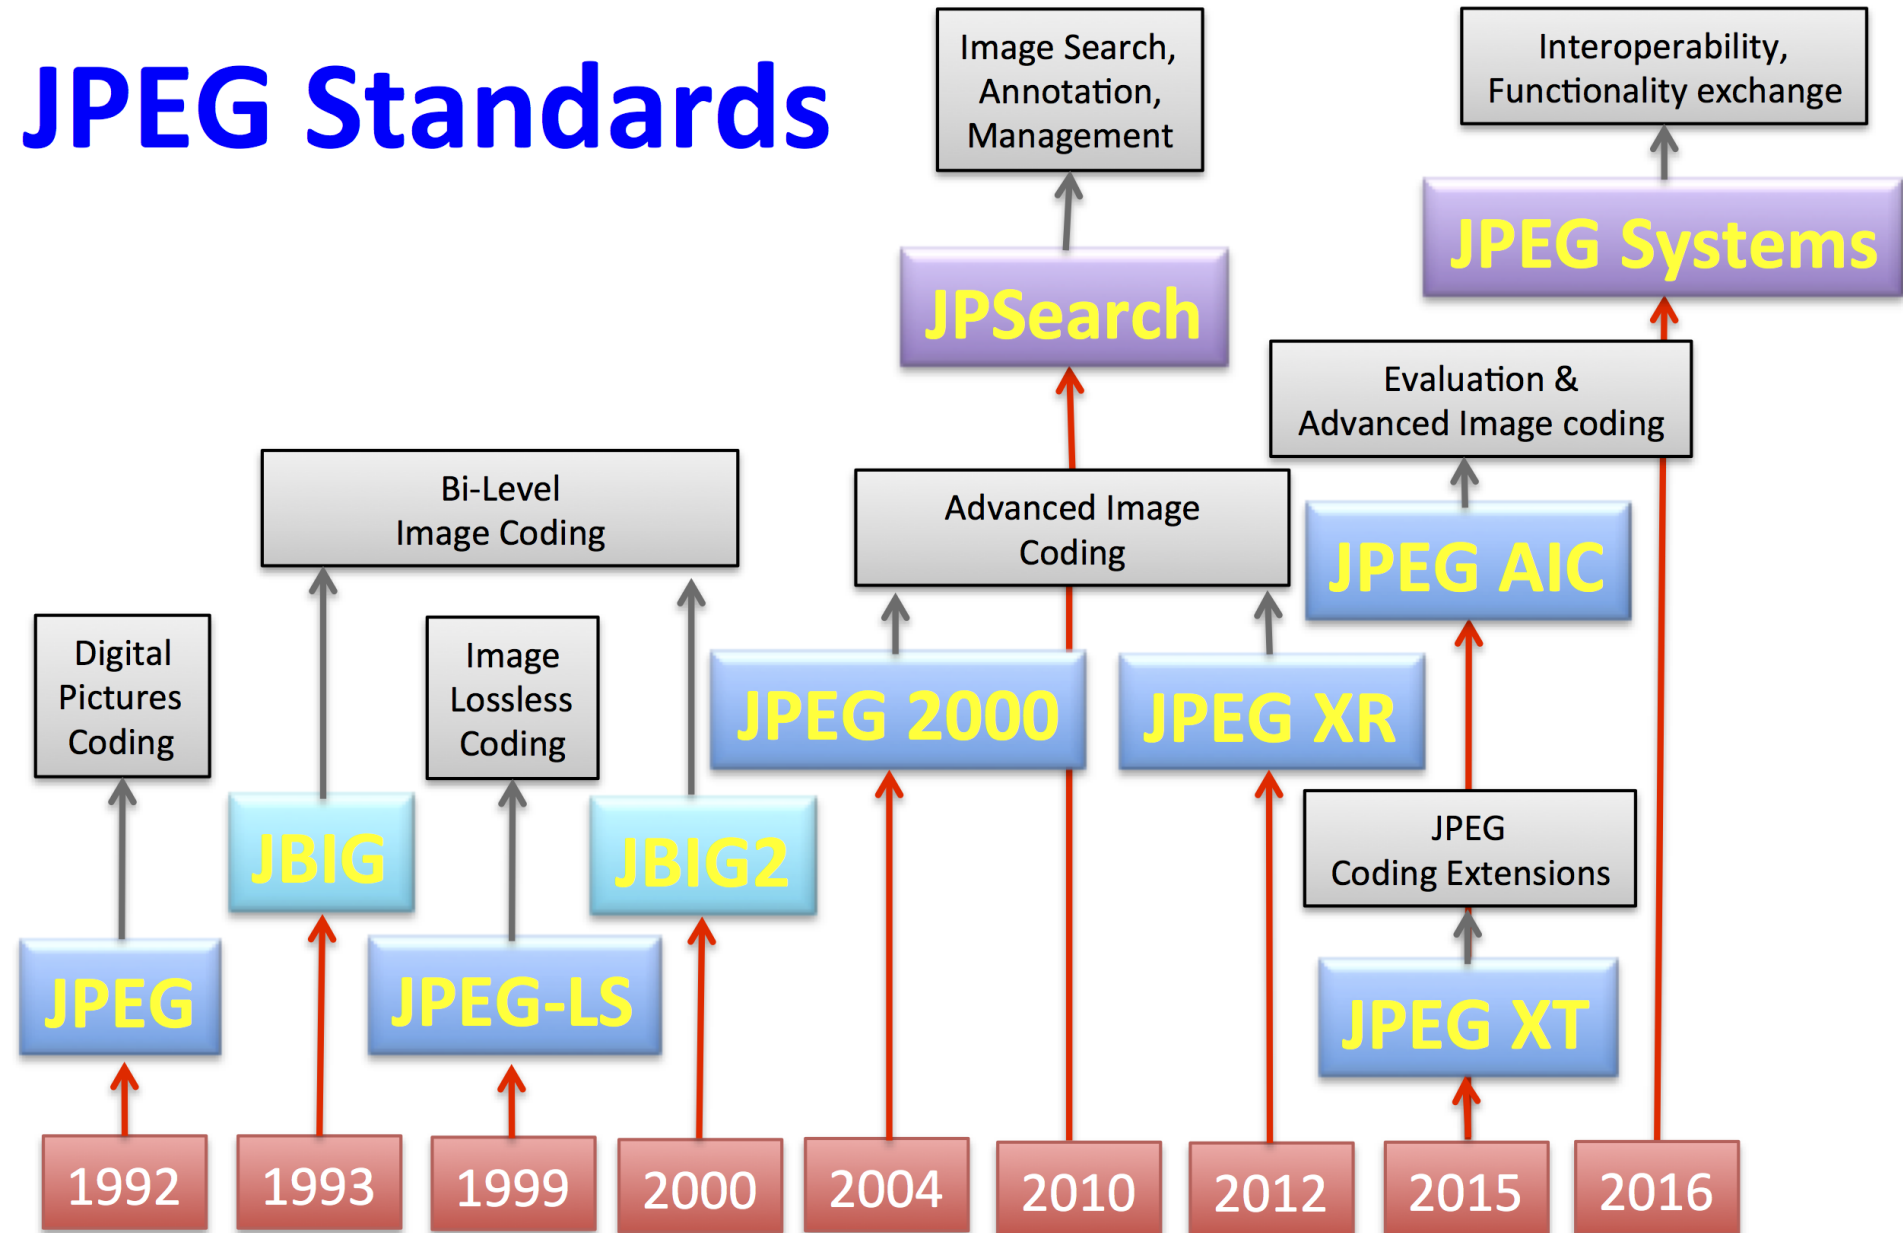 JPEG Standards
Image Search,
Annotation,
Management
Interoperability,
Functionality exchange
JPEG Systems
JPSearch
Evaluation &
Advanced Image coding
Bi-Level
Image Coding
Advanced Image
Coding
JPEG AIC
Digital
Pictures
Coding
Image
Lossless
Coding
JPEG 2000
JPEG XR
JBIG
JBIG2
JPEG
Coding Extensions
JPEG
JPEG-LS
JPEG XT
1992
1993
1999
2000
2004
2010
2012
2015
2016